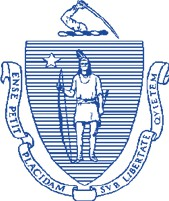 ENSE PETIT
PLACIDAM
SVB LIBERTATE
QVIETEM